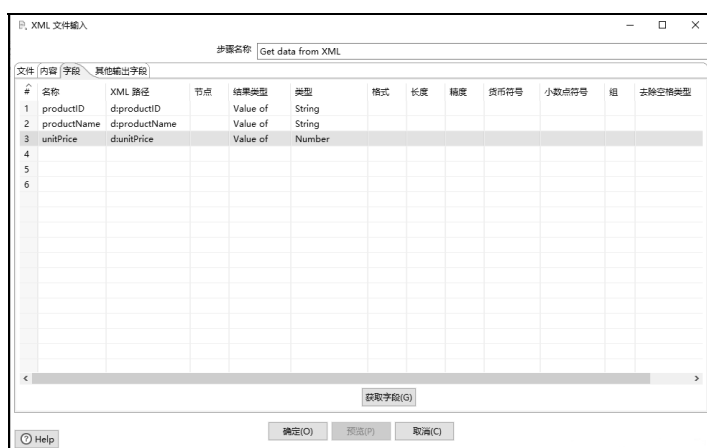 XML 文件输入
步骤名称 Get data from XML
文件 内容 字段 其他输出字段
# 名称 XML 路径 节点 结果类型 类型 格式 长度 精度 货币符号 小数点符号 组 去除空格类型
1 productID d:productID Value of String
2 productName d:productName Value of String
3 unitPrice d:unitPrice Value of Number
4
5
6
获取字段(G)
Help 确定(O) 预览(P) 取消(C)